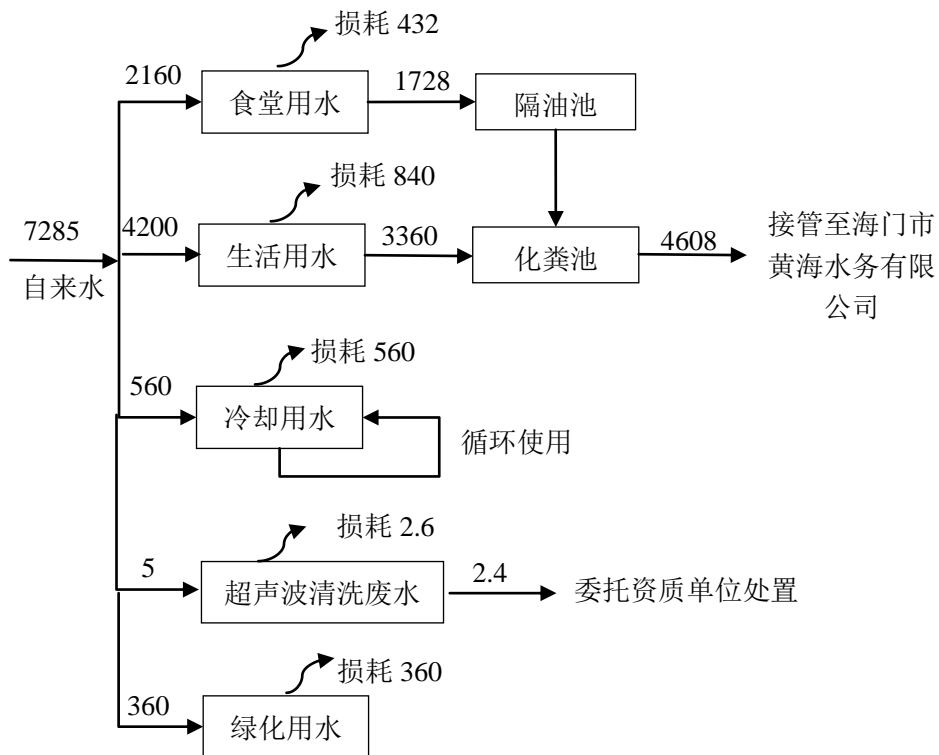 损耗 432
2160
食堂用水
1728
隔油池
损耗 840
7285
自来水
4200
生活用水
3360
化粪池
4608
接管至海门市
黄海水务有限
公司
损耗 560
560
冷却用水
循环使用
损耗 2.6
5
超声波清洗废水
2.4
委托资质单位处置
损耗 360
360
绿化用水